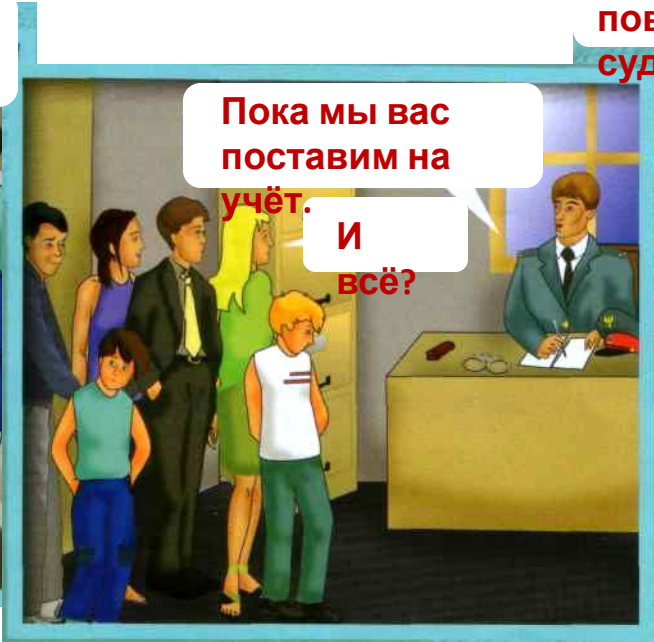 Пока мы вас
поставим на
учёт.
И
всё?